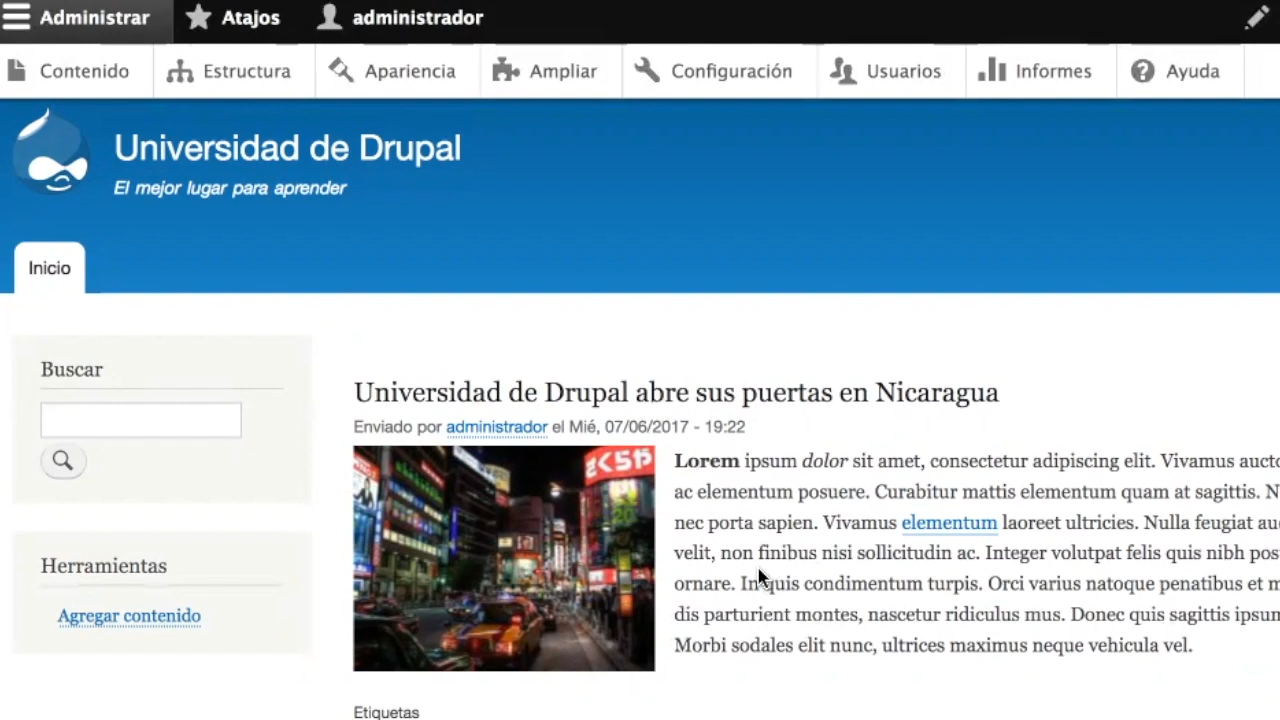 Administrar Atajos administrador
Contenido Estructura Apariencia Ampliar Configuración Usuarios Informes Ayuda
Universidad de Drupal
El mejor lugar para aprender
Inicio
Buscar
Universidad de Drupal abre sus puertas en Nicaragua
Enviado por administrador el Mié, 07/06/2017 - 19:22
さくらや
Lorem ipsum dolor sit amet, consectetur adipiscing elit. Vivamus aucto
ac elementum posuere. Curabitur mattis elementum quam at sagittis. N
nec porta sapien. Vivamus elementum laoreet ultricies. Nulla feugiat au
velit, non finibus nisi sollicitudin ac. Integer volutpat felis quis nibh pos
ornare. In quis condimentum turpis. Orci varius natoque penatibus et m
dis parturient montes, nascetur ridiculus mus. Donec quis sagittis ipsum
Morbi sodales elit nunc, ultrices maximus neque vehicula vel.
Herramientas
Agregar contenido
Etiquetas